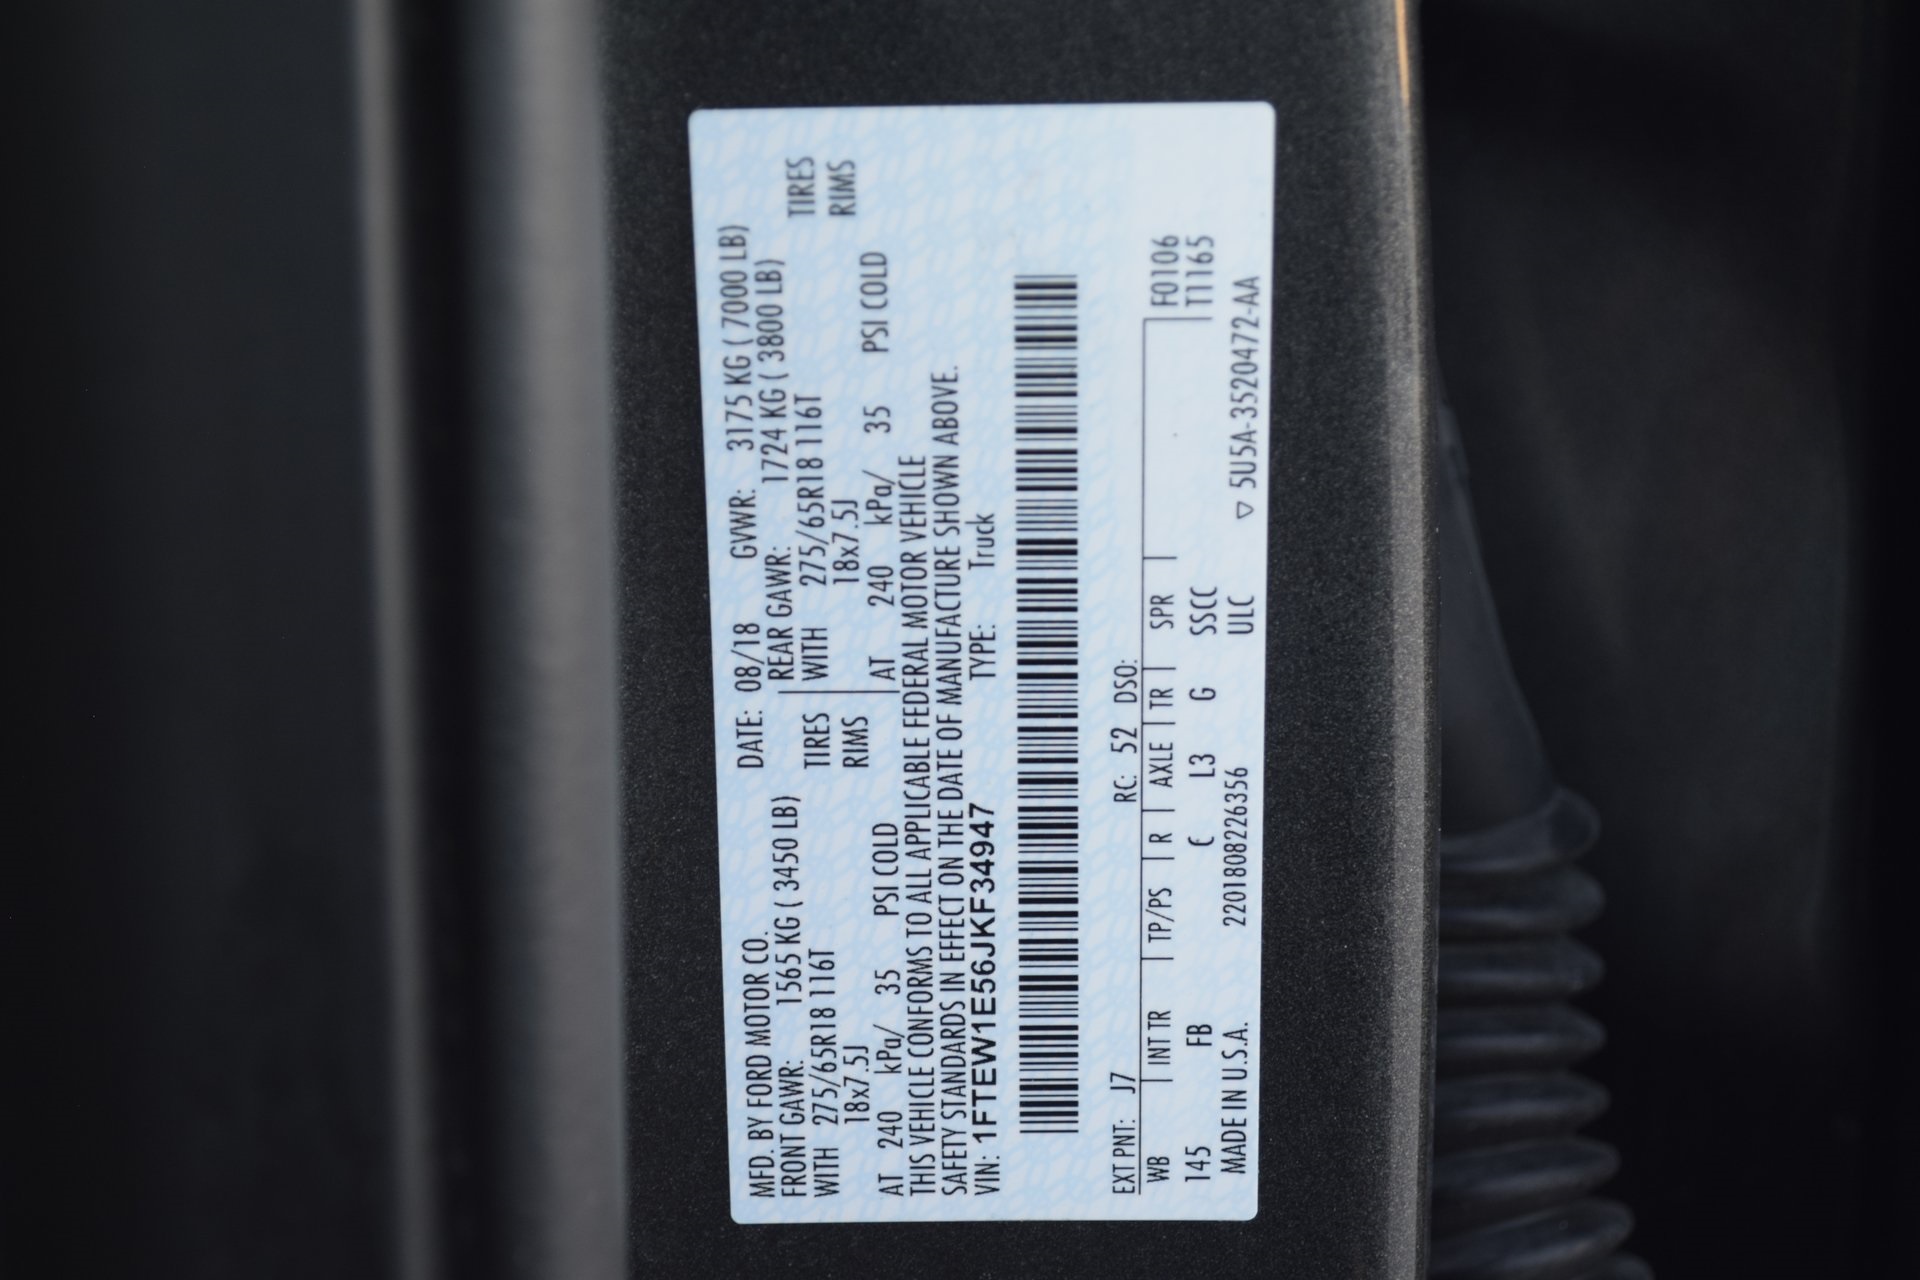 MFD. BY FORD MOTOR CO. DATE: 08/18 GVWR: 3175 KG ( 7000 LB)
FRONT GAWR: 1565 KG ( 3450 LB) REAR GAWR: 1724 KG ( 3800 LB)
WITH 275/65R18 116T TIRES WITH 275/65R18 116T TIRES
18x7.5J RIMS 18x7.5J RIMS
AT 240 kPa/ 35 PSI COLD AT 240 kPa/ 35 PSI COLD
THIS VEHICLE CONFORMS TO ALL APPLICABLE FEDERAL MOTOR VEHICLE
SAFETY STANDARDS IN EFFECT ON THE DATE OF MANUFACTURE SHOWN ABOVE.
VIN: 1FTEW1E56JKF34947 TYPE: Truck
EXT PNT: J7 RC: 52 DSO:
WB INT TR TP/PS R AXLE TR SPR F0106
145 FB E L3 G SSCC T1165
MADE IN U.S.A. 2201808226356 ULC ▽ 5U5A-3520472-AA